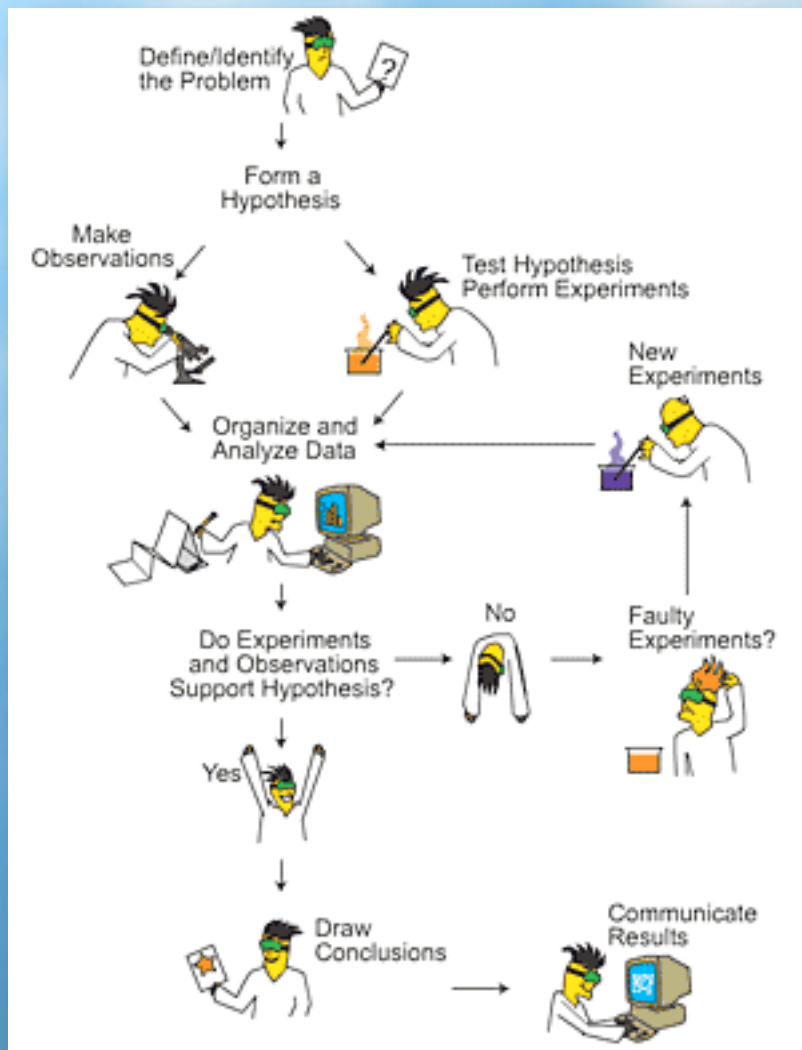 Define/Identify
the Problem
?
Form a
Hypothesis
Make
Observations
Test Hypothesis
Perform Experiments
New
Experiments
Organize and
Analyze Data
Do Experiments
and Observations
Support Hypothesis?
No
Faulty
Experiments?
Yes
Draw
Conclusions
Communicate
Results